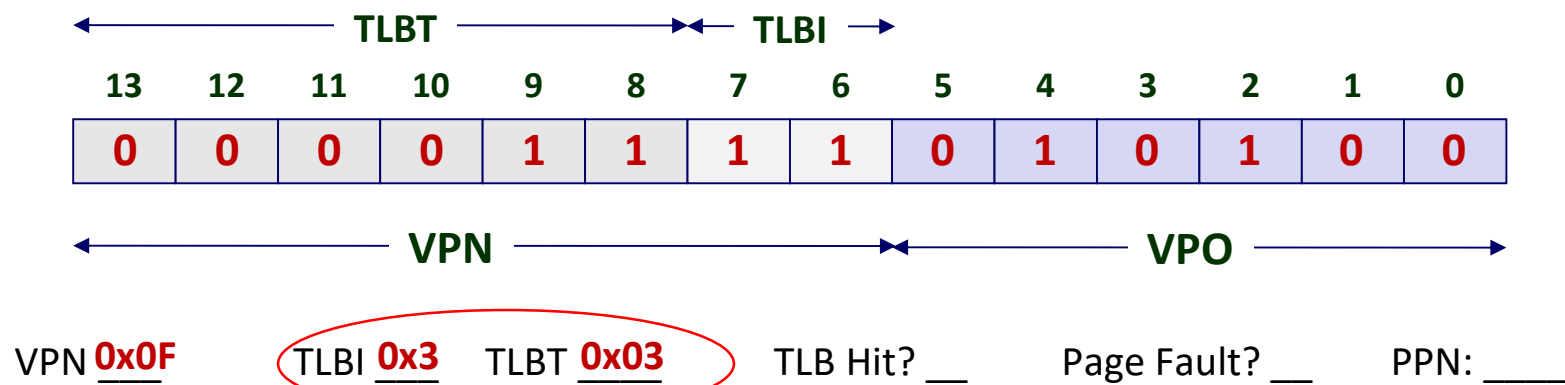 TLBT TLBI
13 12 11 10 9 8 7 6 5 4 3 2 1 0
0 0 0 0 1 1 1 1 0 1 0 1 0 0
VPN VPO
VPN 0x0F TLBI 0x3 TLBT 0x03 TLB Hit? __ Page Fault? __ PPN: ____